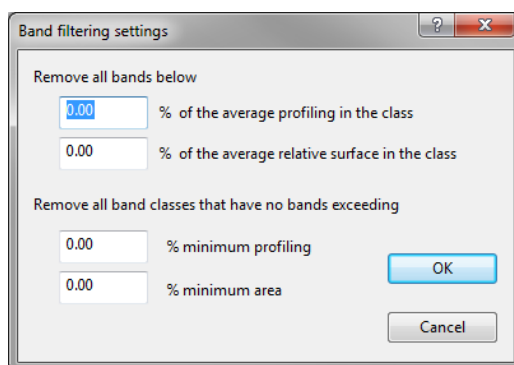 Band filtering settings
?
Remove all bands below
0.00 % of the average profiling in the class
0.00 % of the average relative surface in the class
Remove all band classes that have no bands exceeding
0.00 % minimum profiling
OK
0.00 % minimum area
Cancel